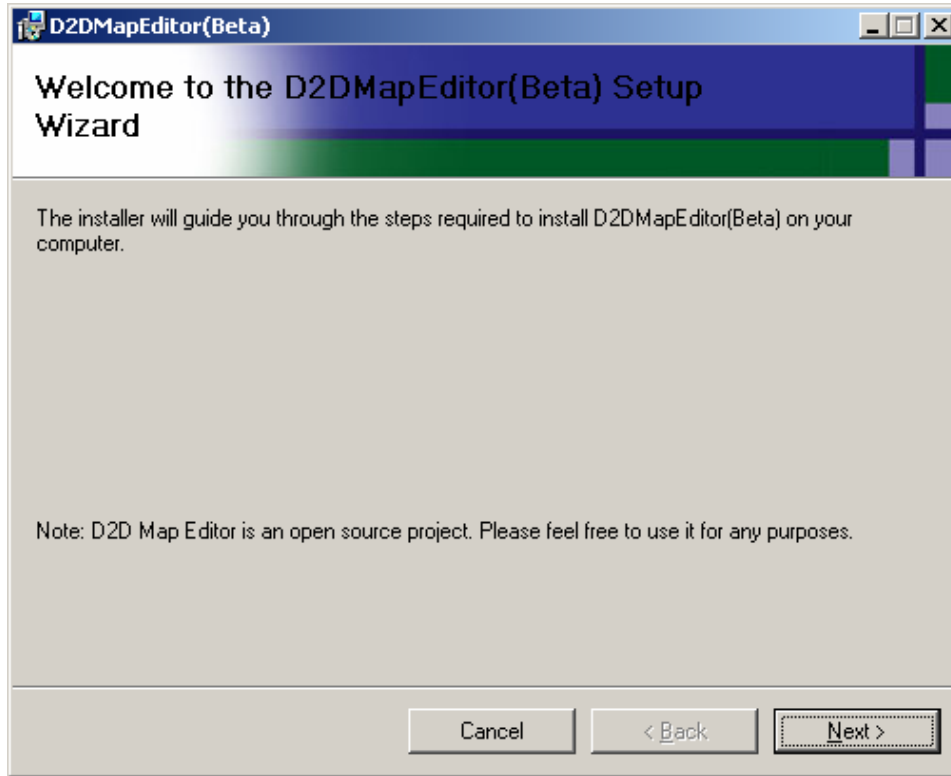 D2DMapEditor(Beta)
Welcome to the D2DMapEditor(Beta) Setup
Wizard
The installer will guide you through the steps required to install D2DMapEditor(Beta) on your
computer.
Note: D2D Map Editor is an open source project. Please feel free to use it for any purposes.
Cancel
< Back
Next >